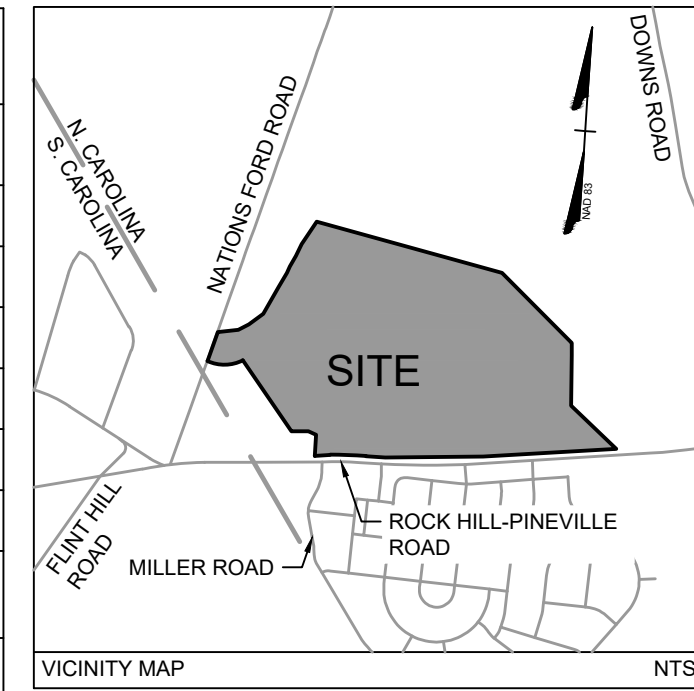 DOWNS ROAD
N. CAROLINA
S. CAROLINA
NATIONS FORD ROAD
NAD 83
SITE
ROCK HILL-PINEVILLE
ROAD
FLINT HILL
ROAD
MILLER ROAD
VICINITY MAP
NTS